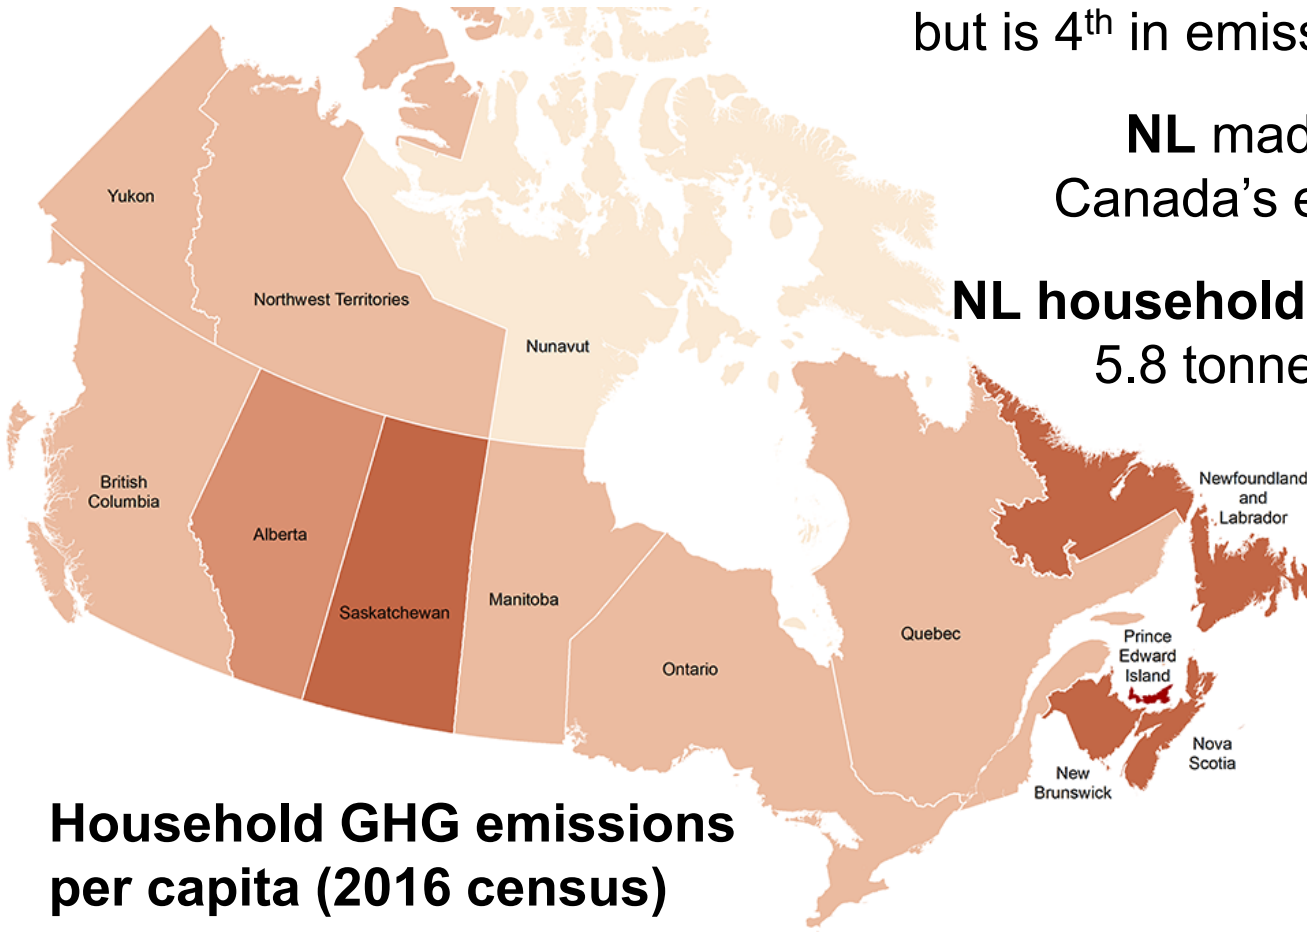 but is 4th in emiss
NL mad
Canada’s e
NL household
5.8 tonne
Yukon
Northwest Territories
Nunavut
British
Columbia
Alberta
Saskatchewan
Manitoba
Ontario
Quebec
Newfoundland
and
Labrador
Prince
Edward
Island
Nova
Scotia
New
Brunswick
Household GHG emissions
per capita (2016 census)